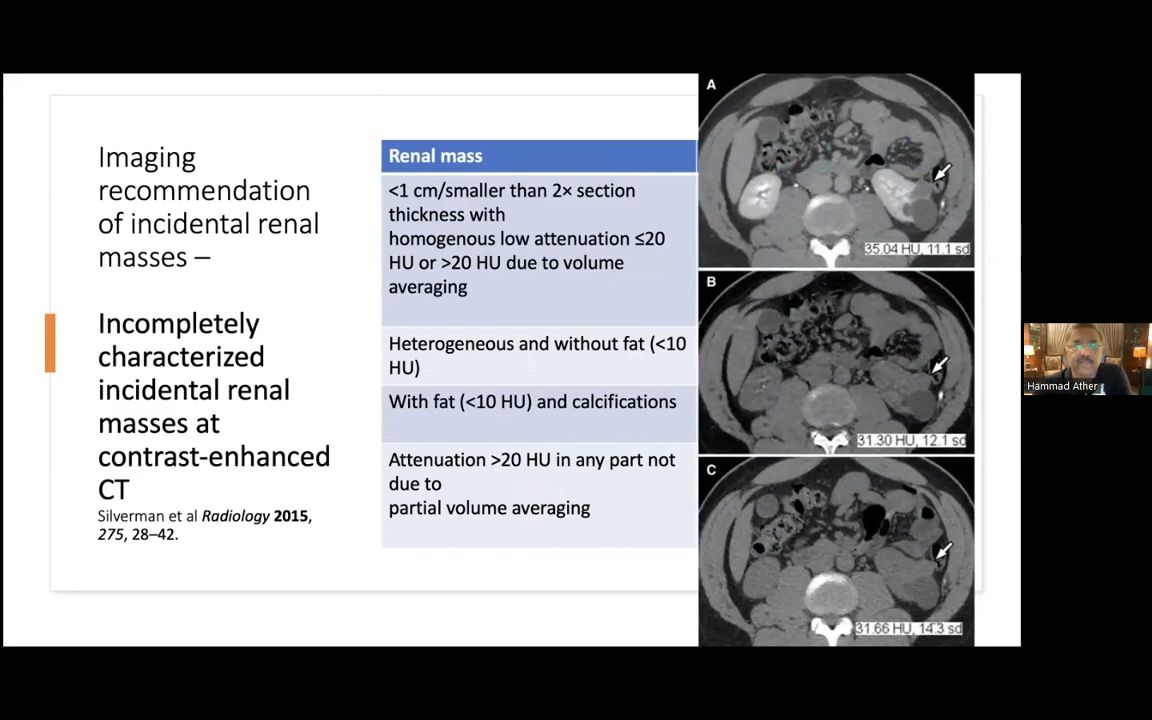 Imaging
recommendation
of incidental renal
masses –
Incompletely
characterized
incidental renal
masses at
contrast-enhanced
CT
Silverman et al Radiology 2015,
275, 28–42.
Renal mass
<1 cm/smaller than 2× section
thickness with
homogenous low attenuation ≤20
HU or >20 HU due to volume
averaging
Heterogeneous and without fat (<10
HU)
With fat (<10 HU) and calcifications
Attenuation >20 HU in any part not
due to
partial volume averaging
A
35.04 HU, 11.1 sd
B
31.30 HU, 12.1 sd
C
31.66 HU, 14.3 sd
Hammad Ather